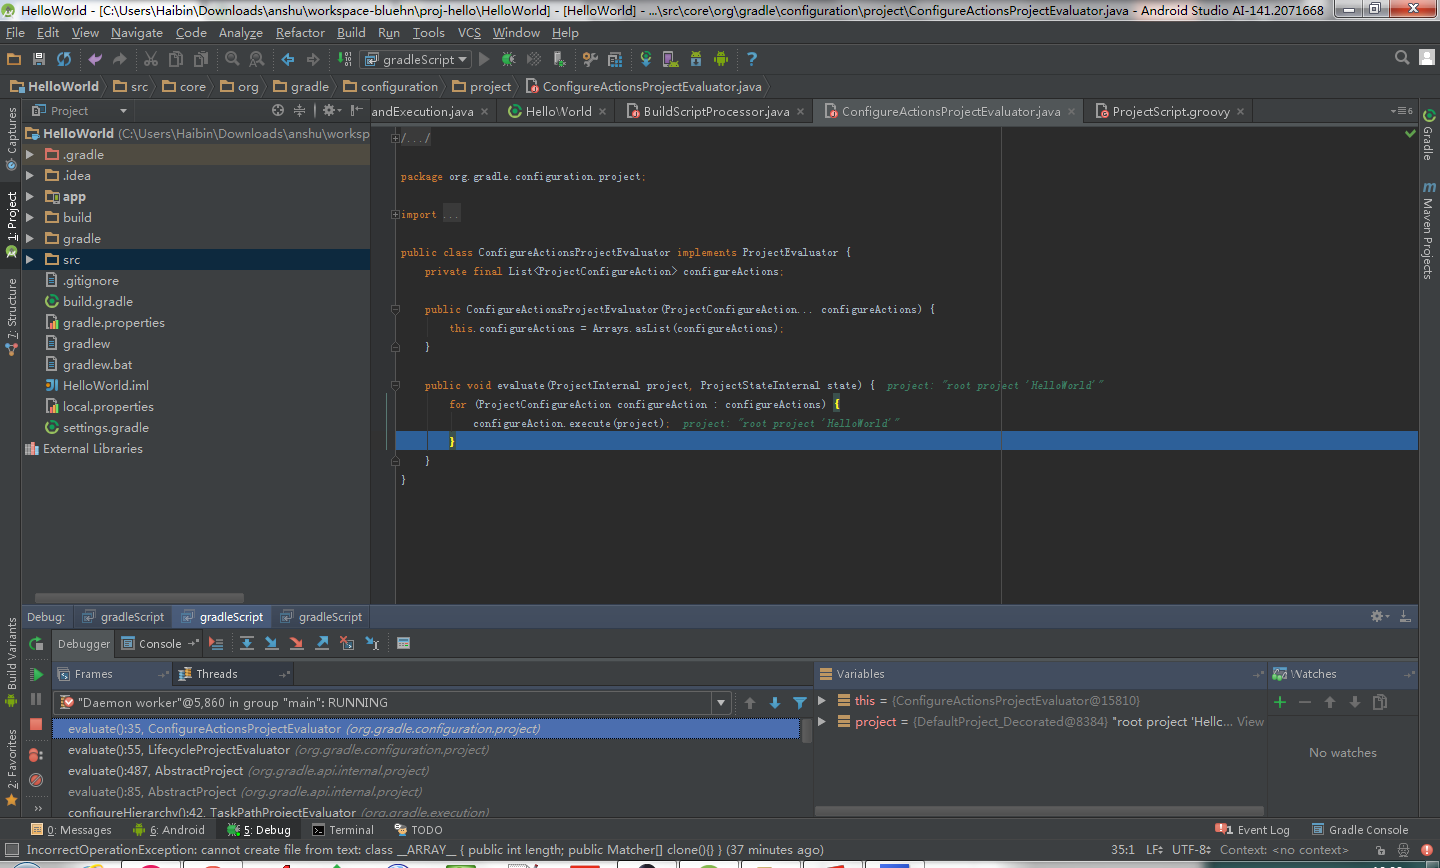 HelloWorld - [C:\Users\Haibin\Downloads\anshu\workspace-bluehn\proj-hello\HelloWorld] - [HelloWorld] - ...\src\core\org\gradle\configuration\project\ConfigureActionsProjectEvaluator.java - Android Studio AI-141.2071668
File Edit View Navigate Code Analyze Refactor Build Run Tools VCS Window Help
gradleScript
HelloWorld src core org gradle configuration project ConfigureActionsProjectEvaluator.java
Project
andExecution.java HelloWorld BuildScriptProcessor.java ConfigureActionsProjectEvaluator.java ProjectScript.groovy 6
Captures
1: Project
7: Structure
Build Variants
2: Favorites
HelloWorld (C:\Users\Haibin\Downloads\anshu\worksp
.gradle
.idea
app
build
gradle
src
.gitignore
build.gradle
gradle.properties
gradlew
gradlew.bat
HelloWorld.iml
local.properties
settings.gradle
External Libraries
/.../
package org.gradle.configuration.project;
import ...
public class ConfigureActionsProjectEvaluator implements ProjectEvaluator {
private final List<ProjectConfigureAction> configureActions;
public ConfigureActionsProjectEvaluator(ProjectConfigureAction... configureActions) {
this.configureActions = Arrays.asList(configureActions);
}
public void evaluate(ProjectInternal project, ProjectStateInternal state) { project: "root project 'HelloWorld'"
for (ProjectConfigureAction configureAction : configureActions) {
configureAction.execute(project); project: "root project 'HelloWorld'"
}
}
}
Gradle
m Maven Projects
Debug: gradleScript gradleScript gradleScript
Debugger Console
Frames Threads
"Daemon worker"@5,860 in group "main": RUNNING
evaluate():35, ConfigureActionsProjectEvaluator (org.gradle.configuration.project)
evaluate():55, LifecycleProjectEvaluator (org.gradle.configuration.project)
evaluate():487, AbstractProject (org.gradle.api.internal.project)
evaluate():85, AbstractProject (org.gradle.api.internal.project)
configureHierarchy():42, TaskPathProjectEvaluator (org.gradle.execution)
Variables
this = {ConfigureActionsProjectEvaluator@15810}
project = {DefaultProject_Decorated@8384} "root project 'Hellc... View
Watches
No watches
0: Messages 6: Android 5: Debug Terminal TODO 1 Event Log Gradle Console
IncorrectOperationException: cannot create file from text: class __ARRAY__ { public int length; public Matcher[] clone(){} } (37 minutes ago) 35:1 LF UTF-8 Context: <no context>